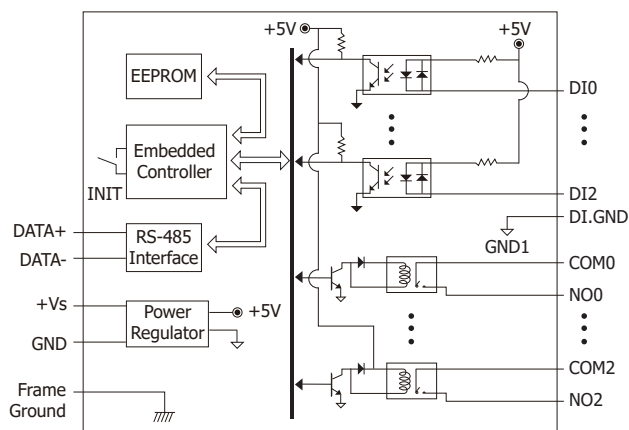 +5V
+5V
EEPROM
DI0
Embedded
Controller
INIT
DI2
DI.GND
GND1
DATA+
DATA-
RS-485
Interface
COM0
NO0
+Vs
GND
Power
Regulator
+5V
COM2
NO2
Frame
Ground